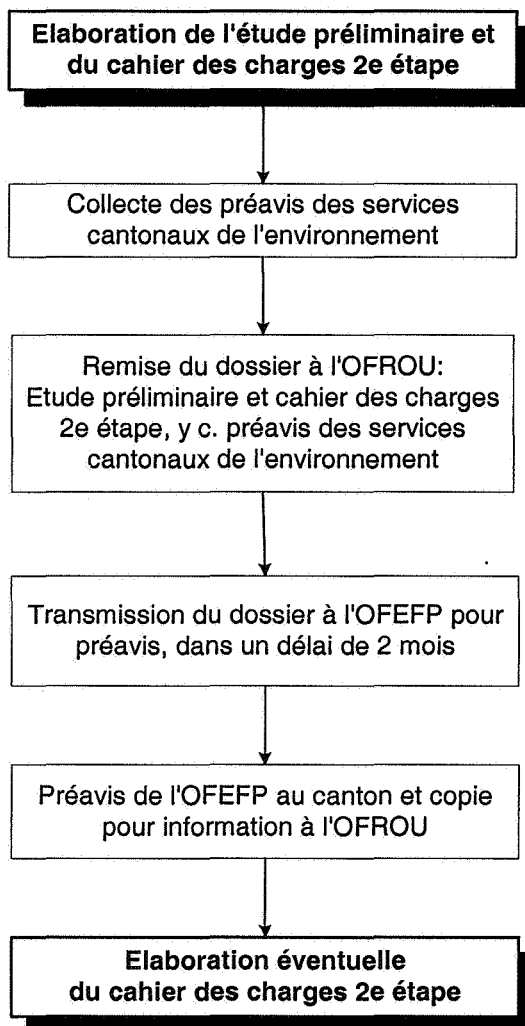 Elaboration de l'étude préliminaire et
du cahier des charges 2e étape
Collecte des préavis des services
cantonaux de l'environnement
Remise du dossier à l'OFROU:
Etude préliminaire et cahier des charges
2e étape, y c. préavis des services
cantonaux de l'environnement
Transmission du dossier à l'OFEFP pour
préavis, dans un délai de 2 mois
Préavis de l'OFEFP au canton et copie
pour information à l'OFROU
Elaboration éventuelle
du cahier des charges 2e étape